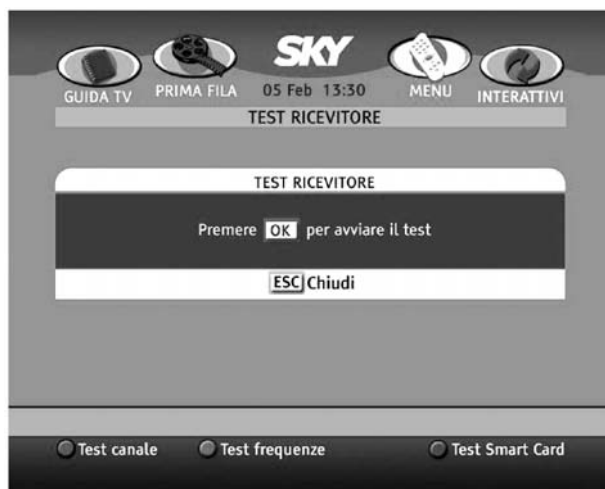 SKY
GUIDA TV
PRIMA FILA
05 Feb 13:30
MENU
INTERATTIVI
TEST RICEVITORE
TEST RICEVITORE
Premere OK per avviare il test
ESC Chiudi
Test canale
Test frequenze
Test Smart Card